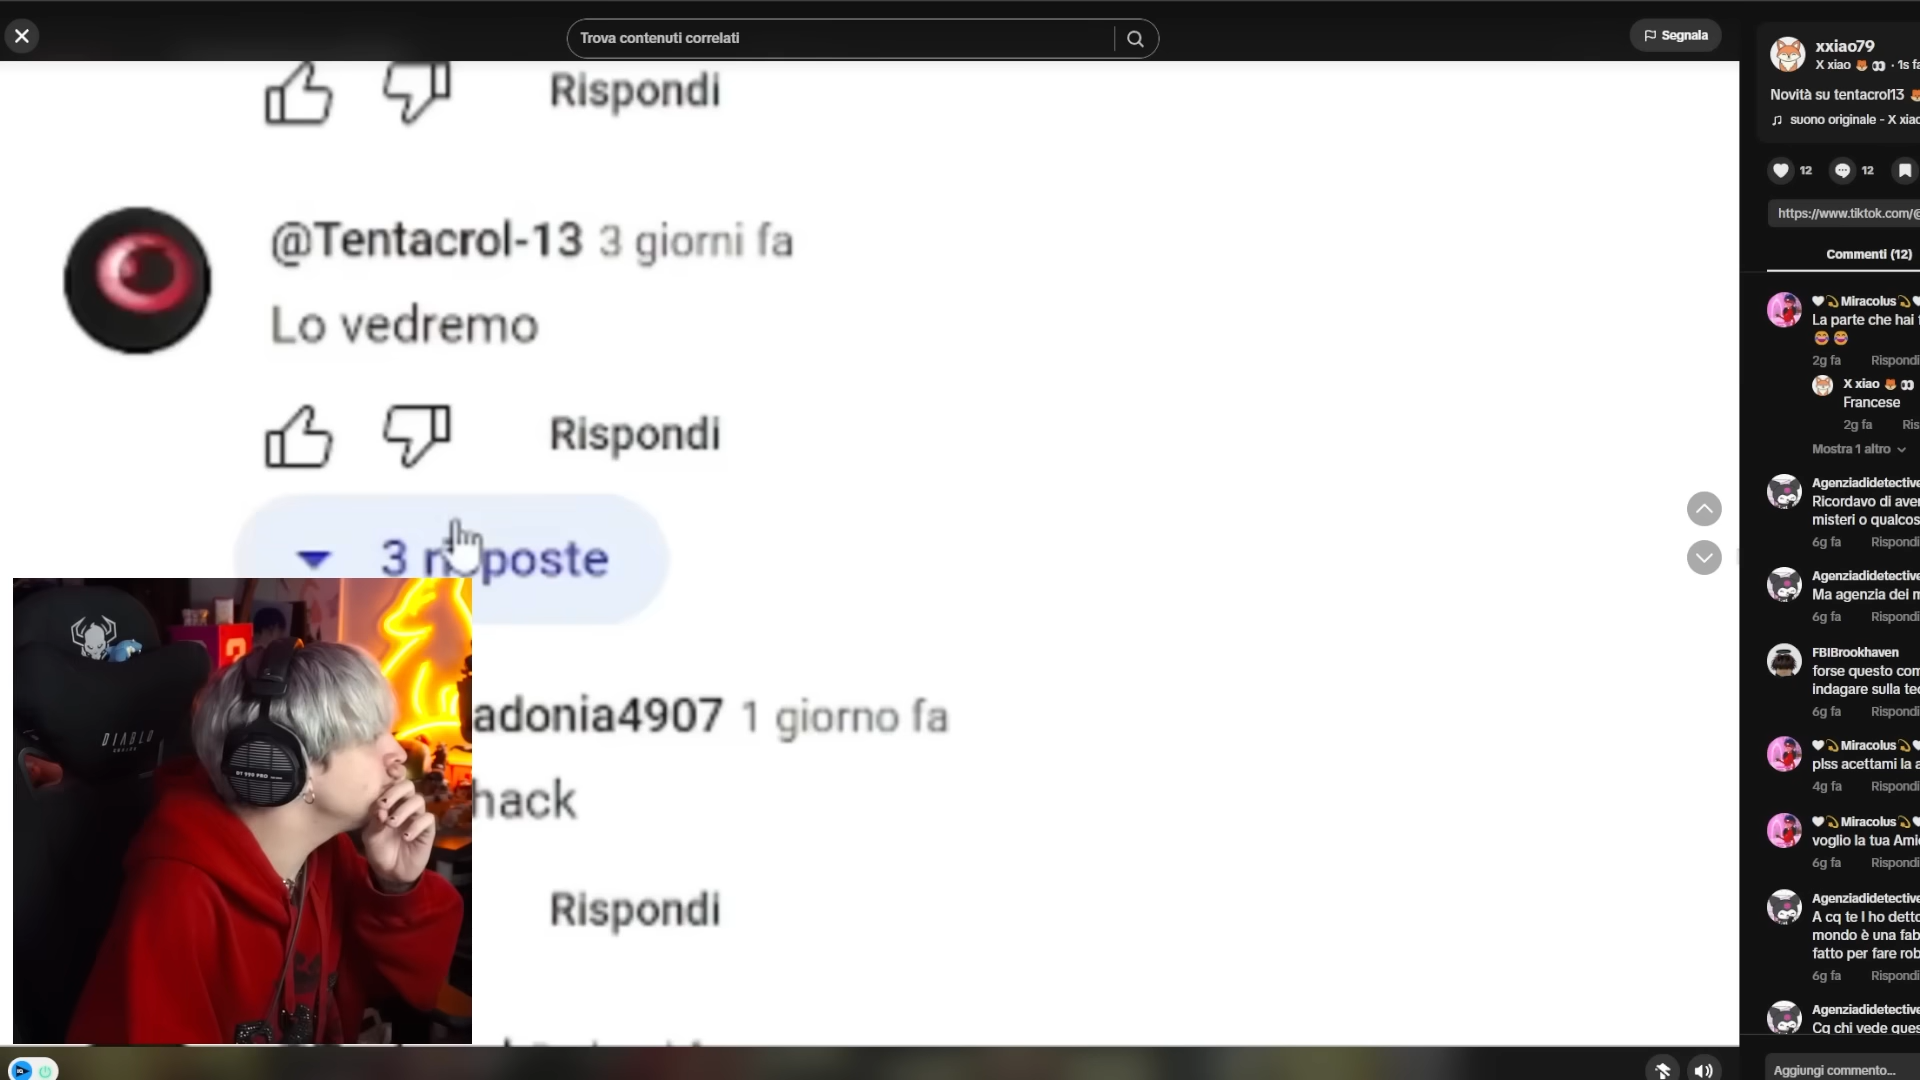 Trova contenuti correlati
Segnala
Rispondi
@Tentacrol-13 3 giorni fa
Lo vedremo
Rispondi
3 risposte
adonia4907 1 giorno fa
hack
Rispondi
DIABLO
DT 990 PRO
xxiao79
X xiao 🦊 👀 · 1s fa
Novità su tentacrol13 🦊
suono originale - X xiao
12
12
https://www.tiktok.com/@
Commenti (12)
🖤💫Miracolus💫🖤
La parte che hai
😂 😂
2g fa Rispondi
X xiao 🦊 👀
Francese
2g fa Ris
Mostra 1 altro
Agenziadidetective
Ricordavo di aver
misteri o qualcos
6g fa Rispondi
Agenziadidetective
Ma agenzia dei m
6g fa Rispondi
FBIBrookhaven
forse questo com
indagare sulla teo
6g fa Rispondi
🖤💫Miracolus💫🖤
plss acettami la a
4g fa Rispondi
🖤💫Miracolus💫🖤
voglio la tua Ami
6g fa Rispondi
Agenziadidetective
A cq te l ho detto
mondo è una fab
fatto per fare rob
6g fa Rispondi
Agenziadidetective
Cq chi vede ques
Aggiungi commento...